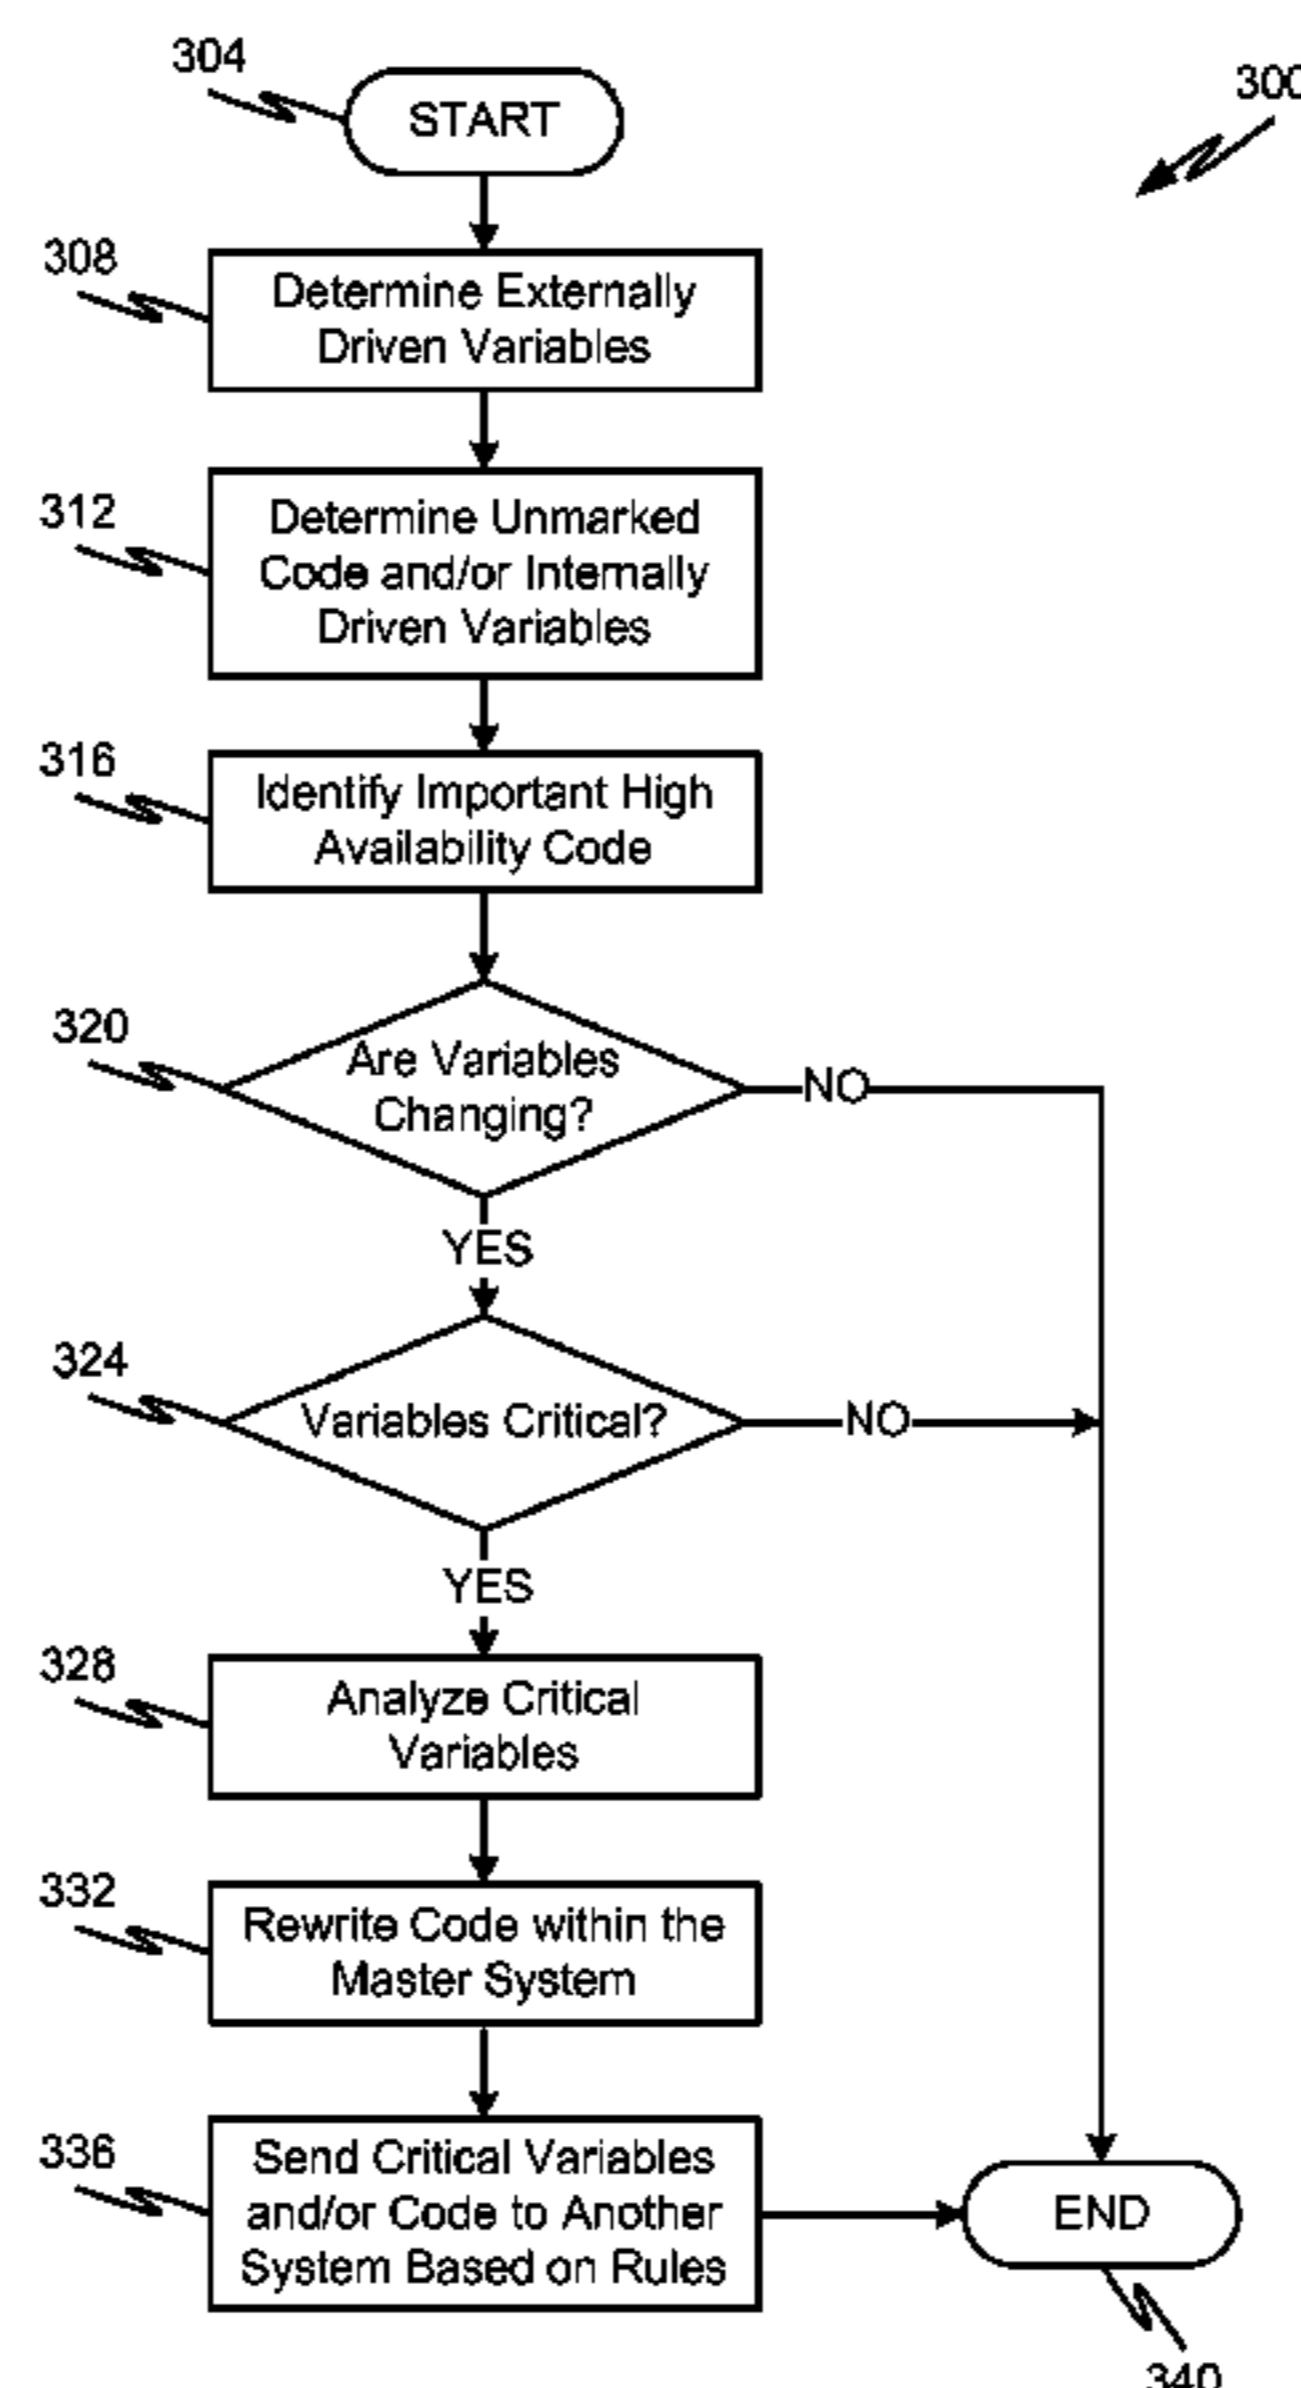 304
START
300
308
Determine Externally
Driven Variables
312
Determine Unmarked
Code and/or Internally
Driven Variables
316
Identify Important High
Availability Code
320
Are Variables
Changing?
NO
YES
324
Variables Critical?
NO
YES
328
Analyze Critical
Variables
332
Rewrite Code within the
Master System
336
Send Critical Variables
and/or Code to Another
System Based on Rules
END
340